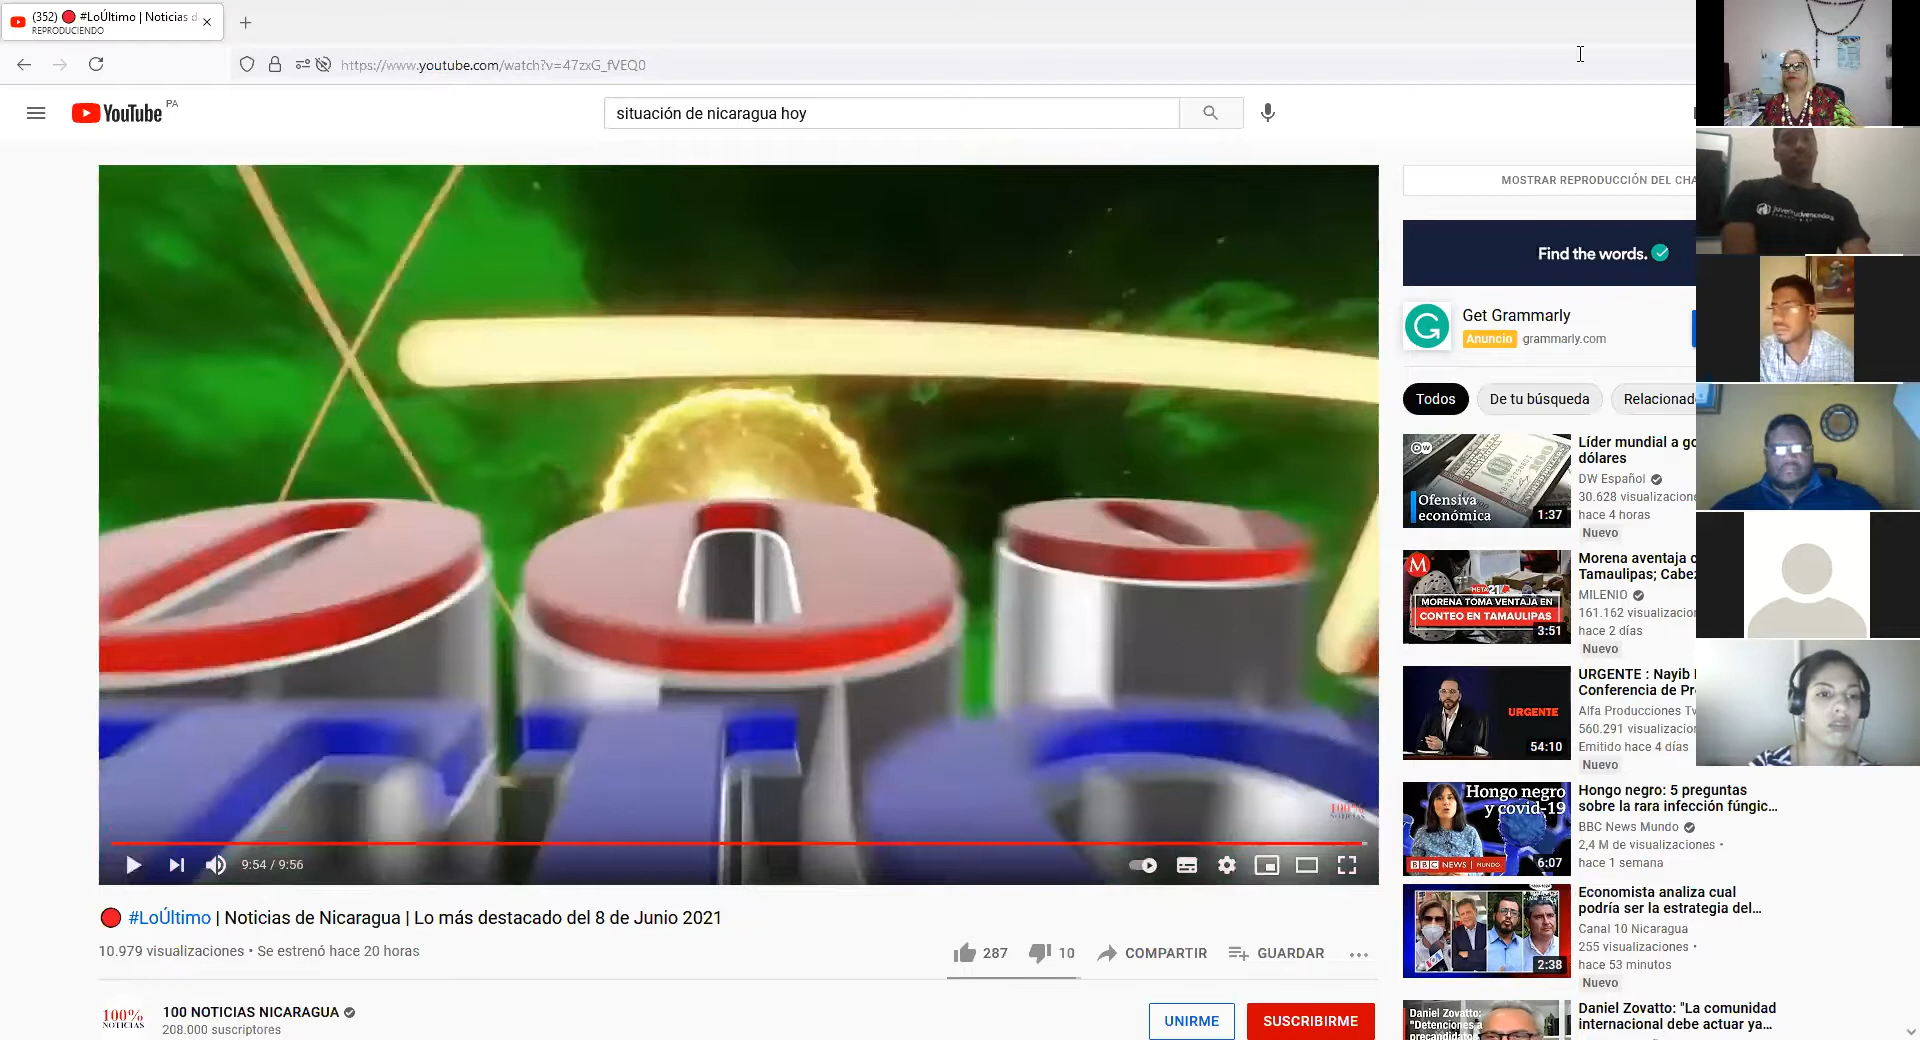 (352) 🔴 #LoÚltimo | Noticias d
REPRODUCIENDO
https://www.youtube.com/watch?v=47zxG_fVEQ0
YouTube PA
situación de nicaragua hoy
100%
NOTICIAS
9:54 / 9:56
🔴 #LoÚltimo | Noticias de Nicaragua | Lo más destacado del 8 de Junio 2021
10.979 visualizaciones • Se estrenó hace 20 horas
287
10
COMPARTIR
GUARDAR
100%
NOTICIAS
100 NOTICIAS NICARAGUA
208.000 suscriptores
UNIRME
SUSCRIBIRME
MOSTRAR REPRODUCCIÓN DEL CHA
Find the words.
Get Grammarly
Anuncio grammarly.com
Todos
De tu búsqueda
Relacionad
DW
Ofensiva
económica
1:37
Líder mundial a go
dólares
DW Español
30.628 visualizacione
hace 4 horas
Nuevo
M
META21
MORENA TOMA VENTAJA EN
CONTEO EN TAMAULIPAS
3:51
Morena aventaja c
Tamaulipas; Cabez
MILENIO
161.162 visualizacion
hace 2 días
Nuevo
URGENTE
54:10
URGENTE : Nayib
Conferencia de Pr
Alfa Producciones Tv
560.291 visualizacion
Emitido hace 4 días
Nuevo
Hongo negro
y covid-19
BBC NEWS | MUNDO
6:07
Hongo negro: 5 preguntas
sobre la rara infección fúngic...
BBC News Mundo
2,4 M de visualizaciones •
hace 1 semana
2:38
Economista analiza cual
podría ser la estrategia del...
Canal 10 Nicaragua
255 visualizaciones •
hace 53 minutos
Nuevo
Daniel Zovatto:
"Detenciones a
precandidatos
Daniel Zovatto: "La comunidad
internacional debe actuar ya...